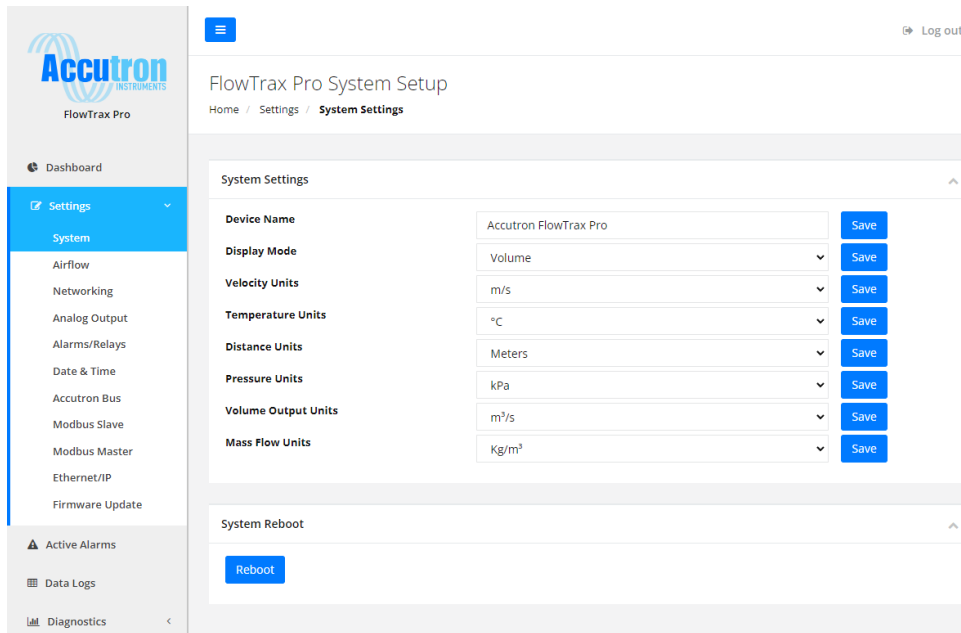 Accutron
INSTRUMENTS
FlowTrax Pro
Dashboard
Settings
System
Airflow
Networking
Analog Output
Alarms/Relays
Date & Time
Accutron Bus
Modbus Slave
Modbus Master
Ethernet/IP
Firmware Update
Active Alarms
Data Logs
Diagnostics
Log out
FlowTrax Pro System Setup
Home / Settings / System Settings
System Settings
Device Name Accutron FlowTrax Pro Save
Display Mode Volume Save
Velocity Units m/s Save
Temperature Units °C Save
Distance Units Meters Save
Pressure Units kPa Save
Volume Output Units m³/s Save
Mass Flow Units Kg/m³ Save
System Reboot
Reboot